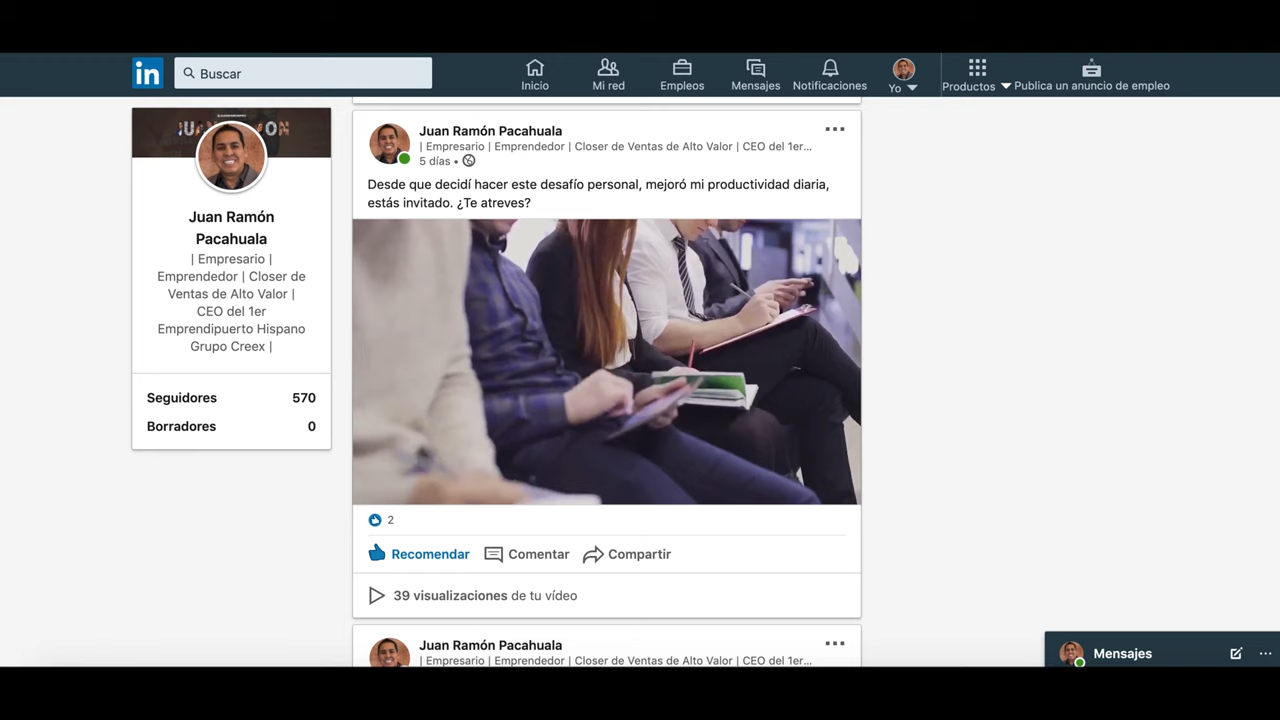 in
Buscar
Inicio
Mi red
Empleos
Mensajes
Notificaciones
Yo
Productos
Publica un anuncio de empleo
Juan Ramón
Pacahuala
| Empresario |
Emprendedor | Closer de
Ventas de Alto Valor |
CEO del 1er
Emprendipuerto Hispano
Grupo Creex |
Seguidores 570
Borradores 0
Juan Ramón Pacahuala
| Empresario | Emprendedor | Closer de Ventas de Alto Valor | CEO del 1er...
5 días •
Desde que decidí hacer este desafío personal, mejoró mi productividad diaria,
estás invitado. ¿Te atreves?
2
Recomendar Comentar Compartir
39 visualizaciones de tu vídeo
Juan Ramón Pacahuala
| Empresario | Emprendedor | Closer de Ventas de Alto Valor | CEO del 1er...
Mensajes